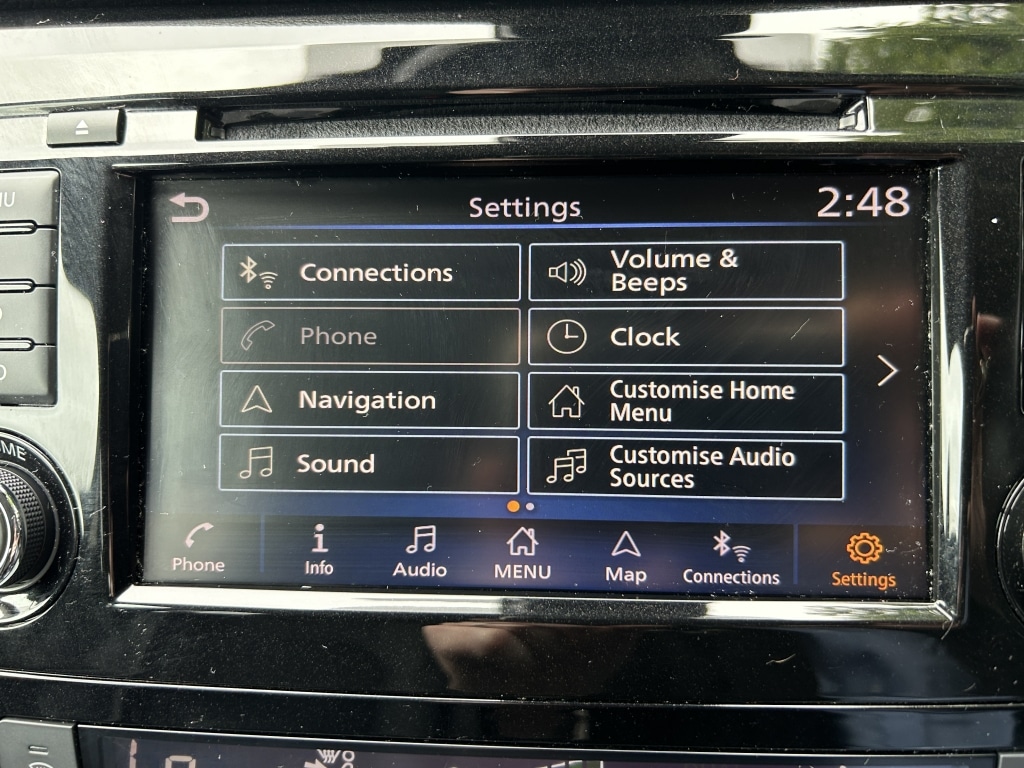 Settings
2:48
Connections
Volume &
Beeps
Phone
Clock
Navigation
Customise Home
Menu
Sound
Customise Audio
Sources
Phone
Info
Audio
MENU
Map
Connections
Settings